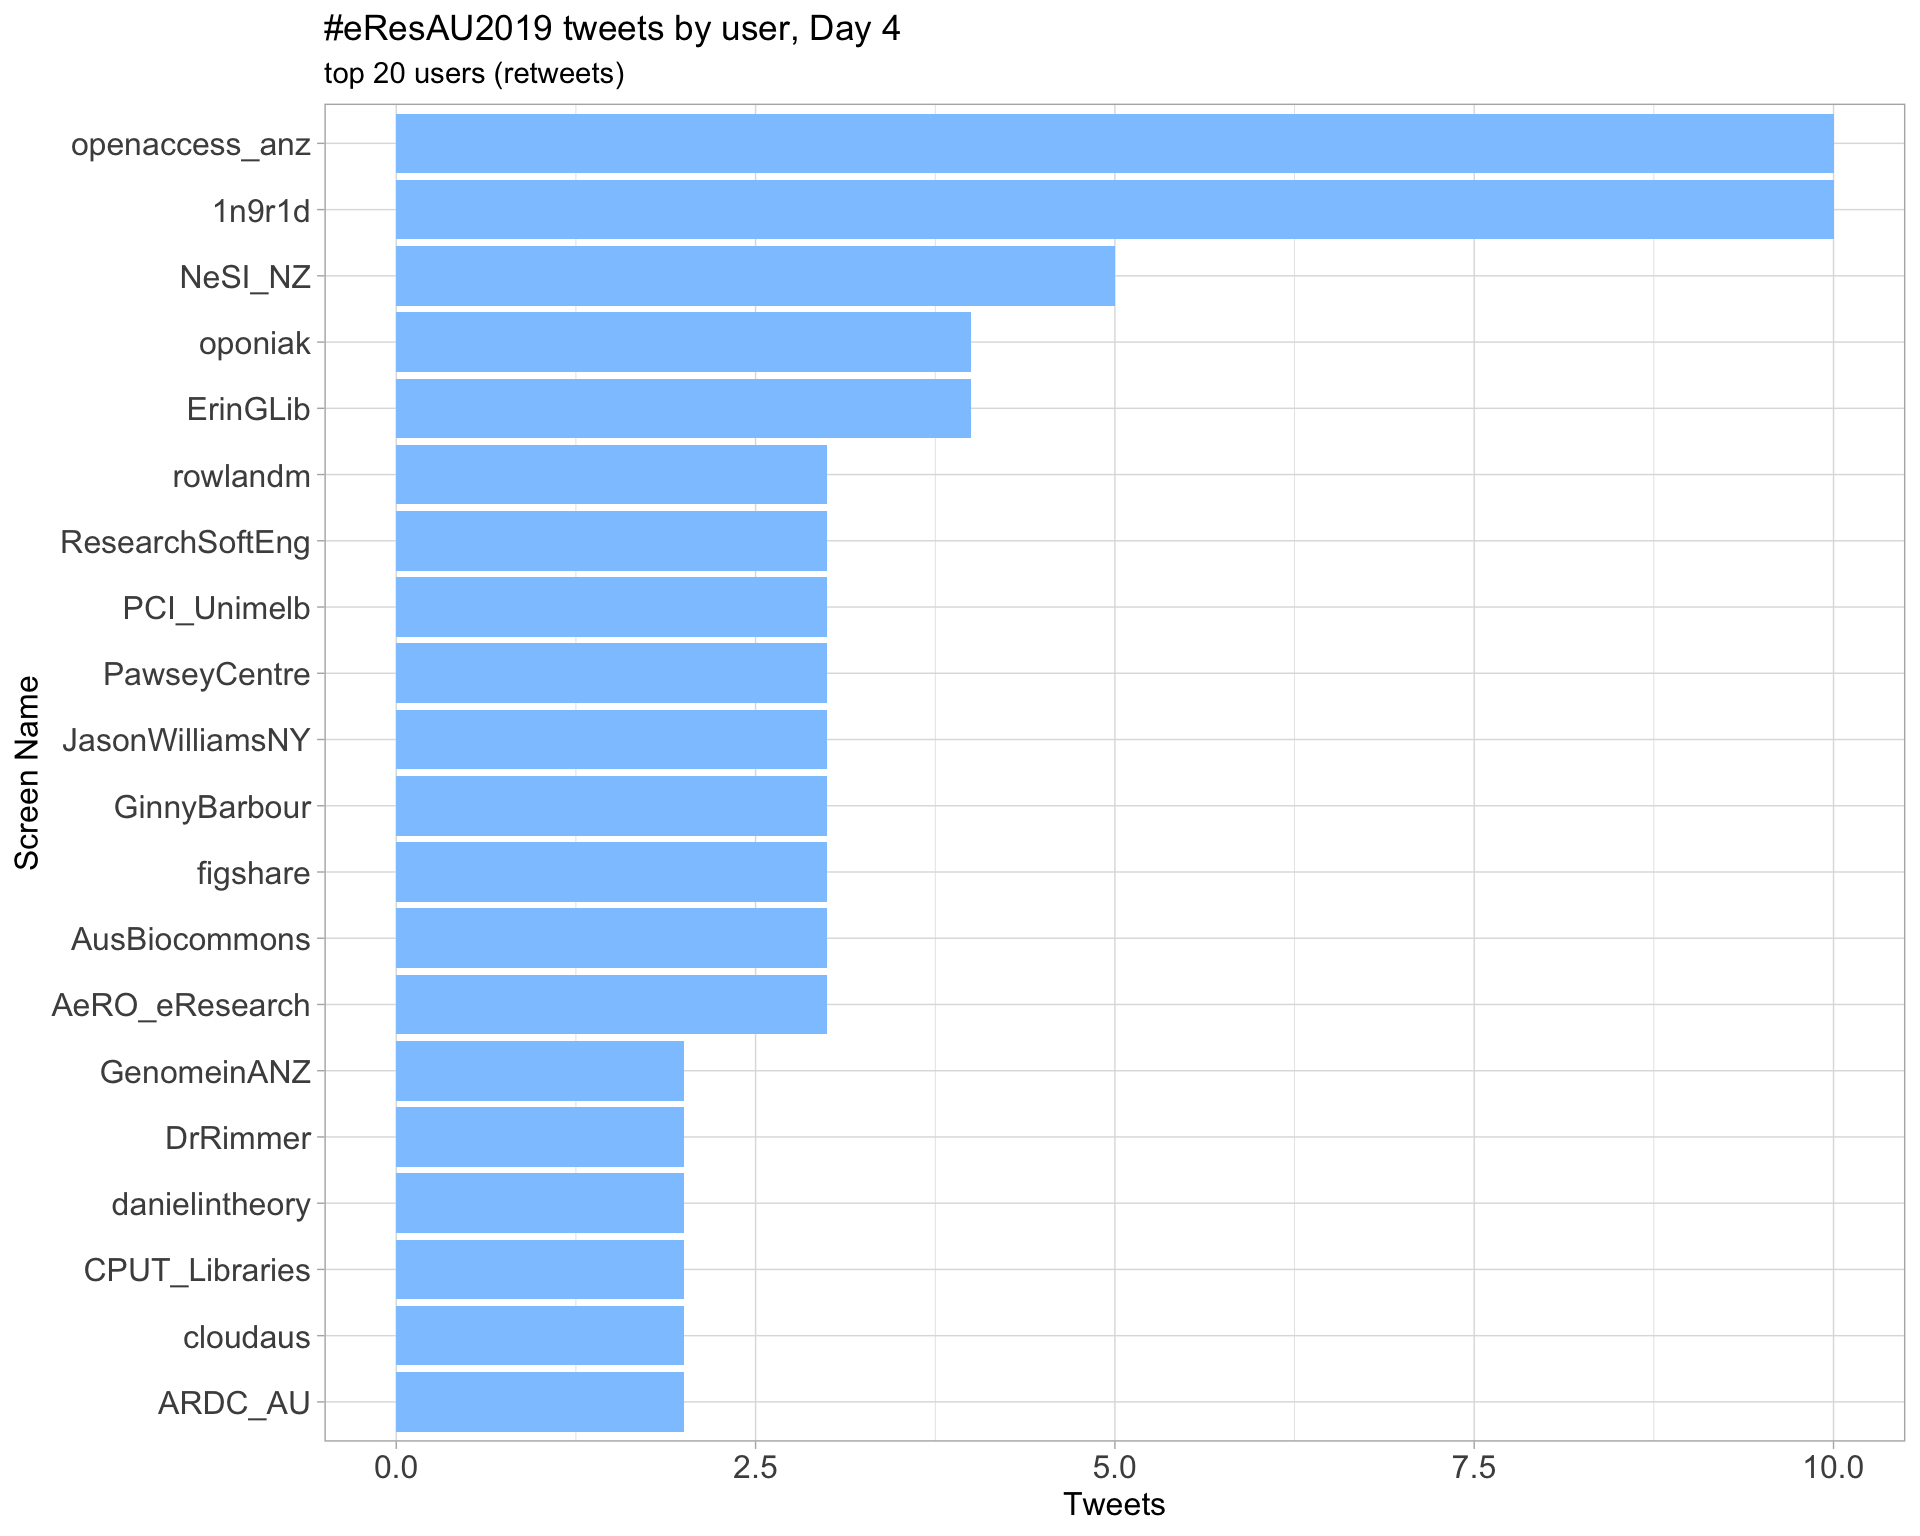 #eResAU2019 tweets by user, Day 4
top 20 users (retweets)
openaccess_anz
1n9r1d
NeSI_NZ
oponiak
ErinGLib
rowlandm
ResearchSoftEng
PCI_Unimelb
PawseyCentre
JasonWilliamsNY
GinnyBarbour
figshare
AusBiocommons
AeRO_eResearch
GenomeinANZ
DrRimmer
danielintheory
CPUT_Libraries
cloudaus
ARDC_AU
Screen Name
0.0 2.5 5.0 7.5 10.0
Tweets